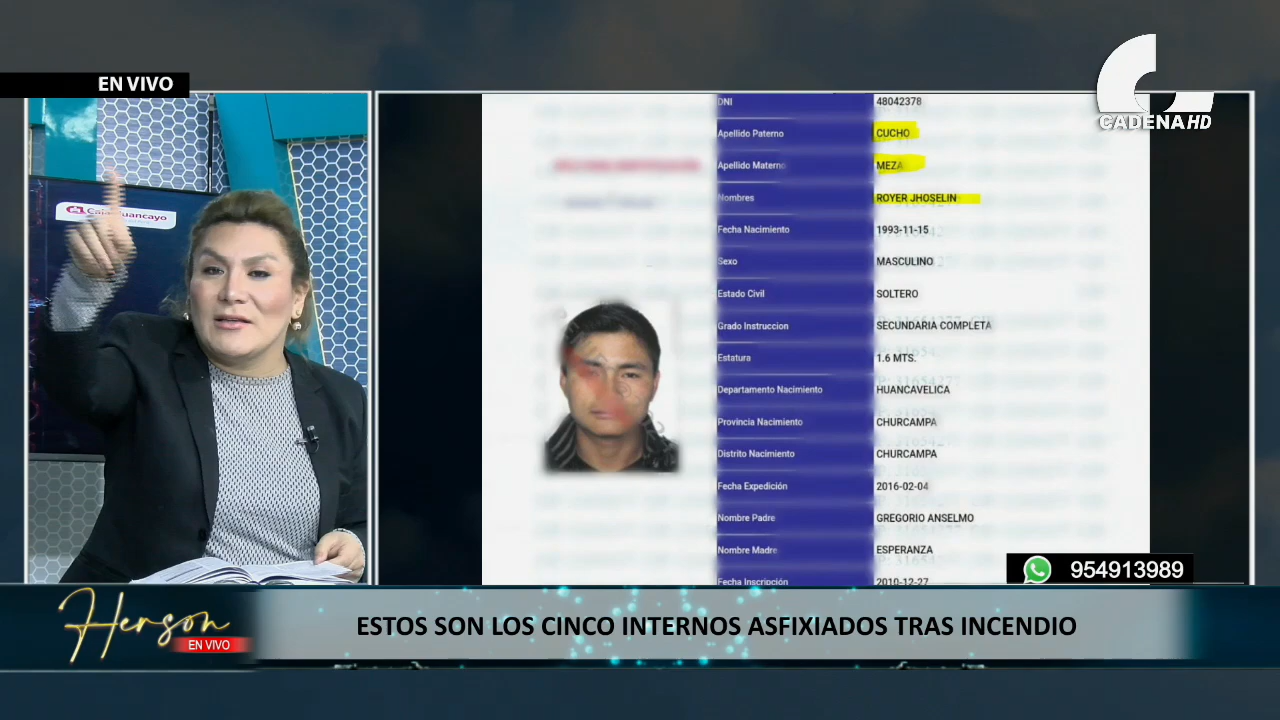 EN VIVO
CADENA HD
Caja Huancayo
DNI 48042378
Apellido Paterno CUCHO
Apellido Materno MEZA
Nombres ROYER JHOSELIN
Fecha Nacimiento 1993-11-15
Sexo MASCULINO
Estado Civil SOLTERO
Grado Instruccion SECUNDARIA COMPLETA
Estatura 1.6 MTS.
Departamento Nacimiento HUANCAVELICA
Provincia Nacimiento CHURCAMPA
Distrito Nacimiento CHURCAMPA
Fecha Expedición 2016-02-04
Nombre Padre GREGORIO ANSELMO
Nombre Madre ESPERANZA
Fecha Inscripción 2010-12-27
954913989
Herson
EN VIVO
ESTOS SON LOS CINCO INTERNOS ASFIXIADOS TRAS INCENDIO